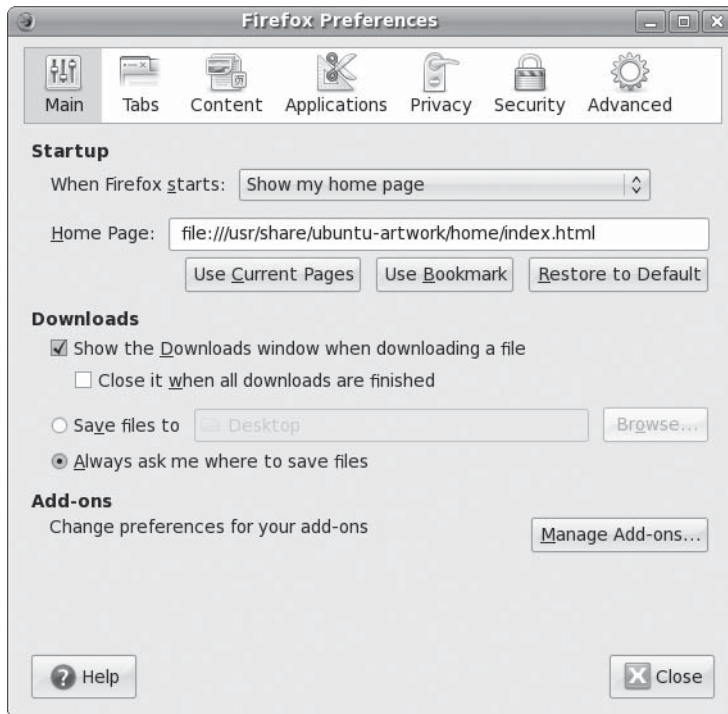 Firefox Preferences
Main Tabs Content Applications Privacy Security Advanced
Startup
When Firefox starts: Show my home page
Home Page: file:///usr/share/ubuntu-artwork/home/index.html
Use Current Pages Use Bookmark Restore to Default
Downloads
Show the Downloads window when downloading a file
Close it when all downloads are finished
Save files to Desktop Browse...
Always ask me where to save files
Add-ons
Change preferences for your add-ons Manage Add-ons...
Help Close